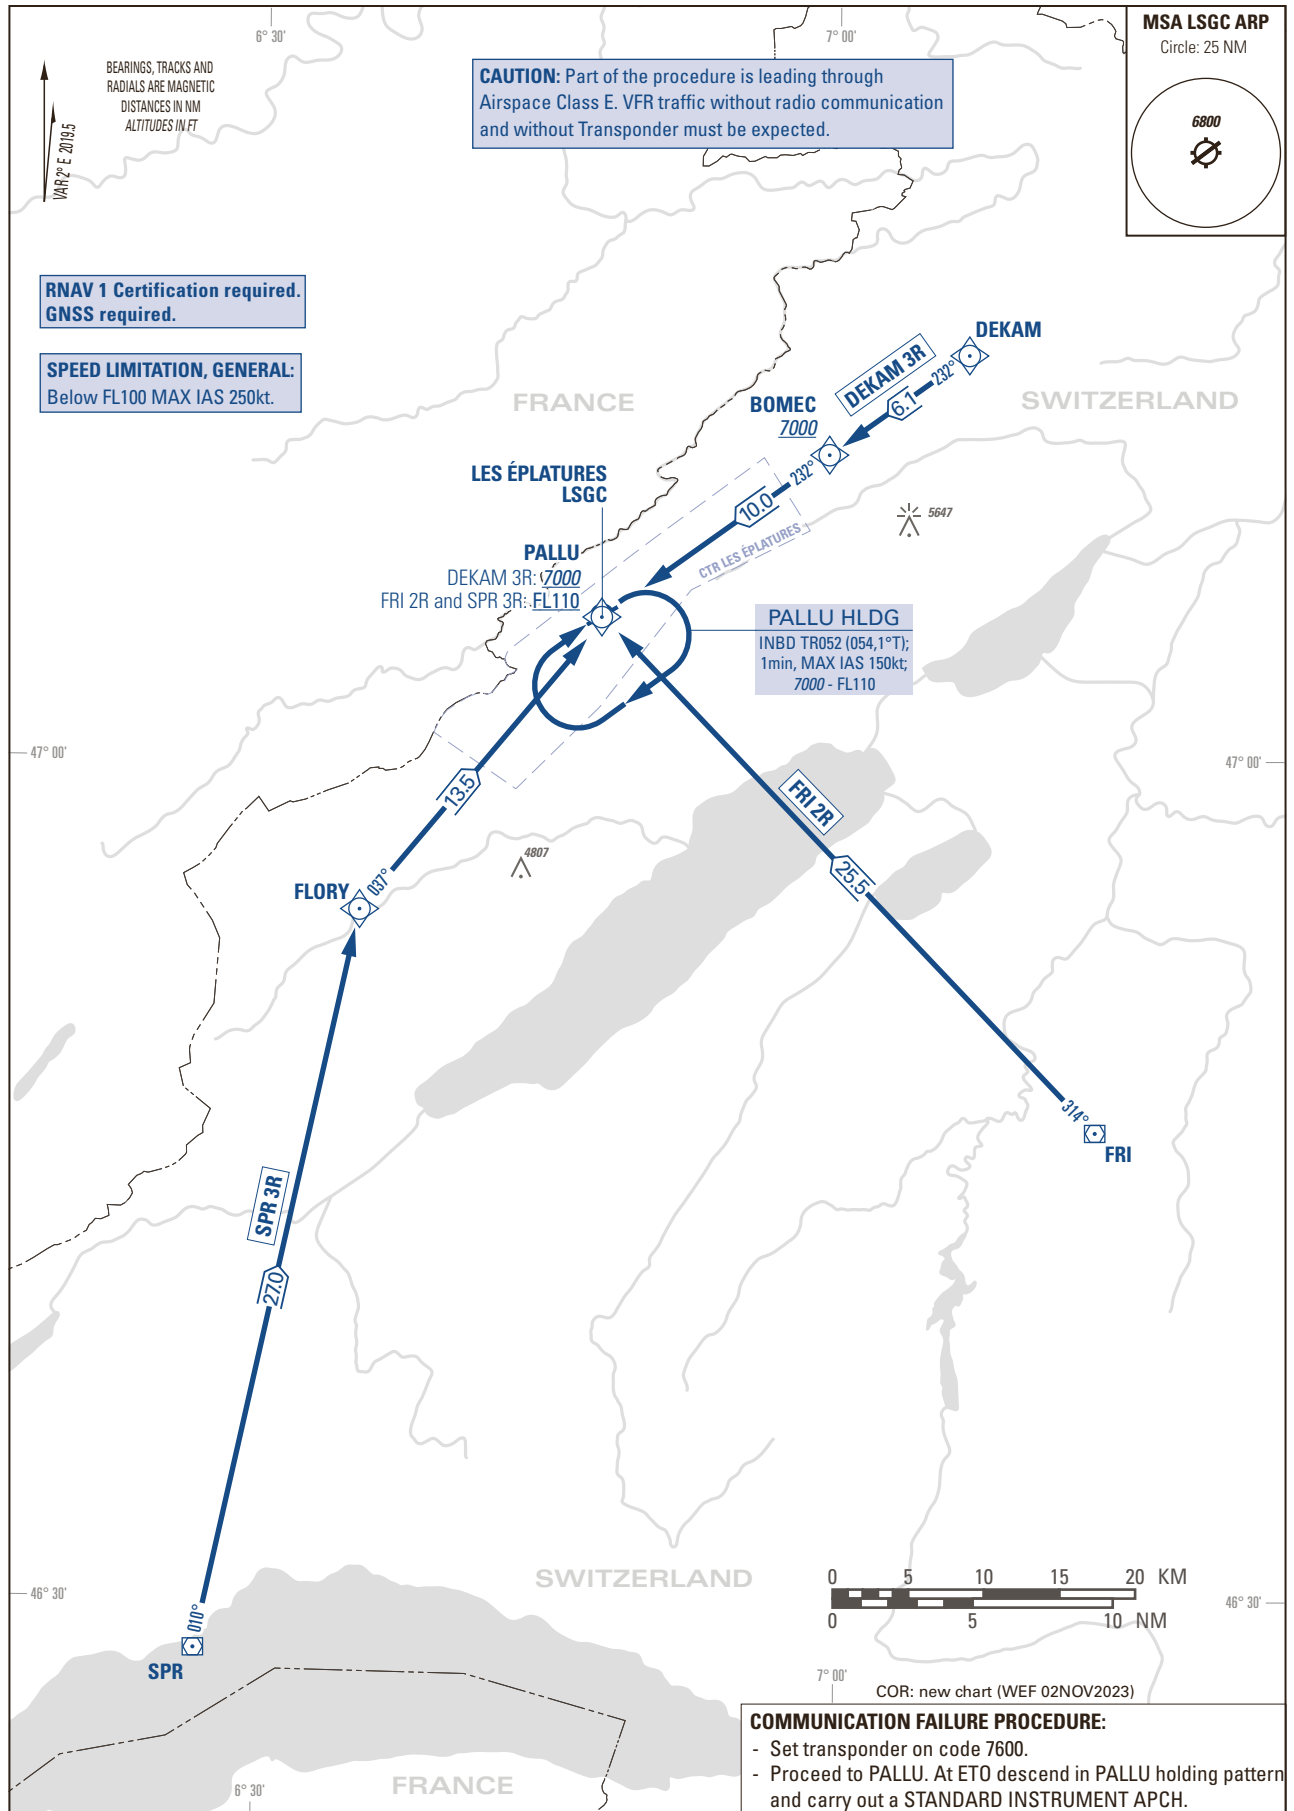 6° 30'
7° 00'
MSA LSGC ARP
Circle: 25 NM
6800
BEARINGS, TRACKS AND
RADIALS ARE MAGNETIC
DISTANCES IN NM
ALTITUDES IN FT
VAR 2° E 2019.5
CAUTION: Part of the procedure is leading through
Airspace Class E. VFR traffic without radio communication
and without Transponder must be expected.
RNAV 1 Certification required.
GNSS required.
SPEED LIMITATION, GENERAL:
Below FL100 MAX IAS 250kt.
DEKAM
DEKAM 3R
232°
6.1
FRANCE
SWITZERLAND
BOMEC
7000
232°
10.0
LES ÉPLATURES
LSGC
5647
CTR LES ÉPLATURES
PALLU
DEKAM 3R: 7000
FRI 2R and SPR 3R: FL110
PALLU HLDG
INBD TR052 (054,1°T);
1min, MAX IAS 150kt;
7000 - FL110
47° 00'
47° 00'
13.5
FRI 2R
4807
25.5
FLORY
037°
314°
FRI
SPR 3R
27.0
SWITZERLAND
0 5 10 15 20 KM
0 5 10 NM
46° 30'
46° 30'
010°
SPR
7° 00'
COR: new chart (WEF 02NOV2023)
COMMUNICATION FAILURE PROCEDURE:
- Set transponder on code 7600.
- Proceed to PALLU. At ETO descend in PALLU holding pattern
and carry out a STANDARD INSTRUMENT APCH.
6° 30'
FRANCE